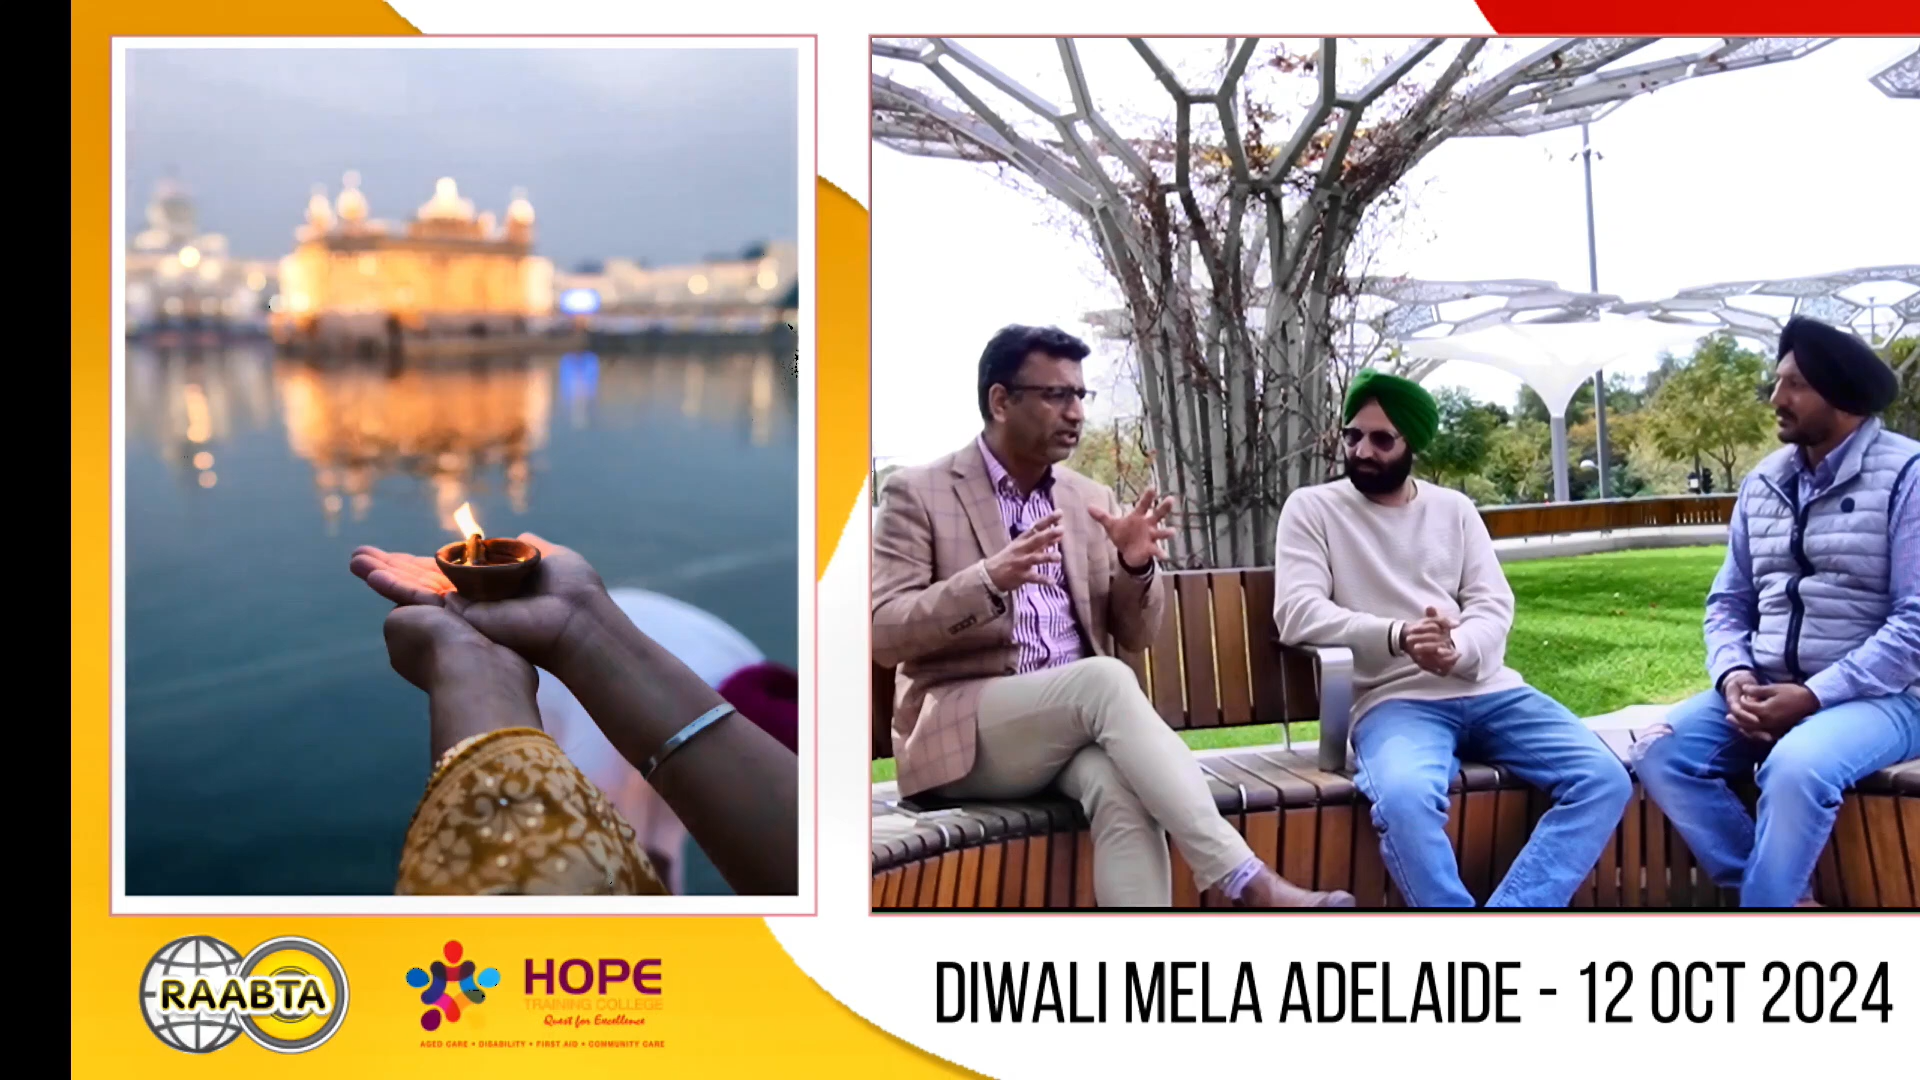 RAABTA
HOPE
TRAINING COLLEGE
Quest for Excellence
AGED CARE • DISABILITY • FIRST AID • COMMUNITY CARE
DIWALI MELA ADELAIDE - 12 OCT 2024